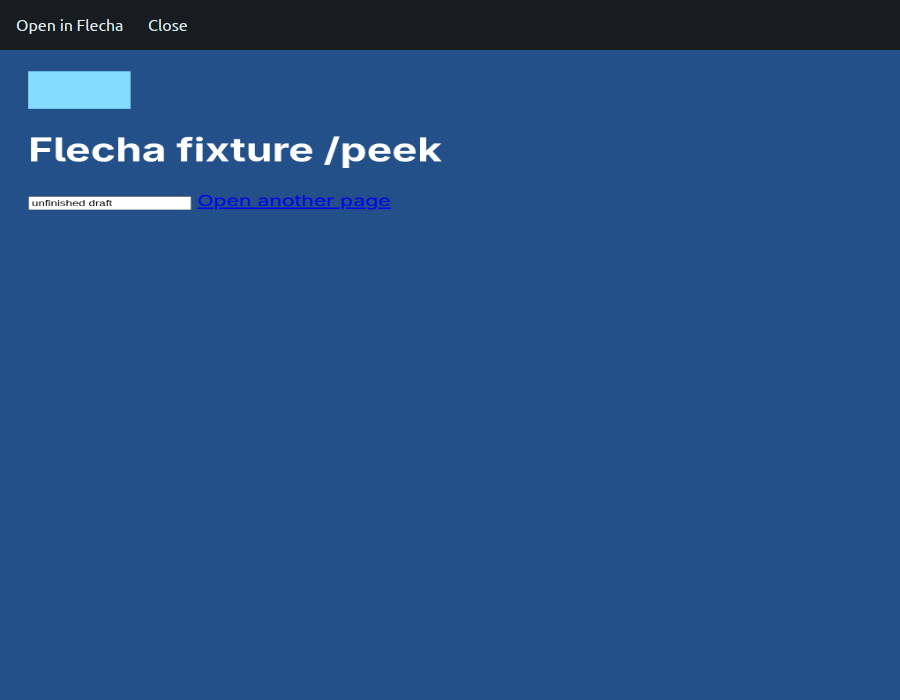 Open in Flecha Close
Flecha fixture /peek
unfinished draft Open another page